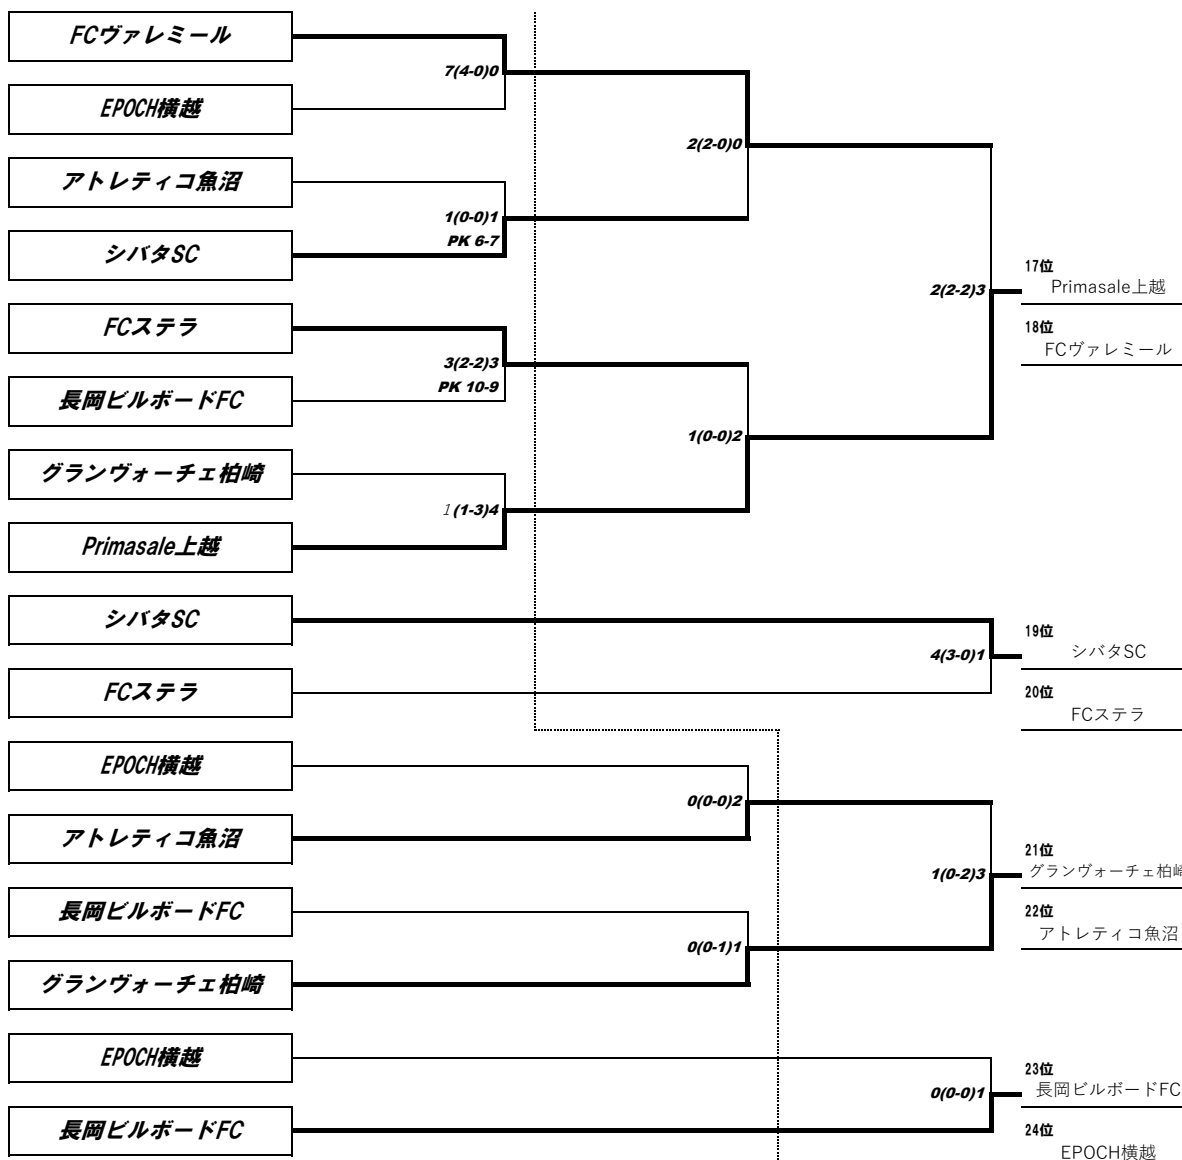 FCヴァレミール
7(4-0)0
EPOCH横越
2(2-0)0
アトレティコ魚沼
1(0-0)1
PK 6-7
シバタSC
17位
Primasale上越
2(2-2)3
FCステラ
18位
FCヴァレミール
3(2-2)3
PK 10-9
長岡ビルボードFC
1(0-0)2
グランヴォーチェ柏崎
1(1-3)4
Primasale上越
シバタSC
19位
シバタSC
4(3-0)1
FCステラ
20位
FCステラ
EPOCH横越
0(0-0)2
アトレティコ魚沼
21位
グランヴォーチェ柏崎
1(0-2)3
長岡ビルボードFC
22位
アトレティコ魚沼
0(0-1)1
グランヴォーチェ柏崎
EPOCH横越
23位
長岡ビルボードFC
0(0-0)1
長岡ビルボードFC
24位
EPOCH横越